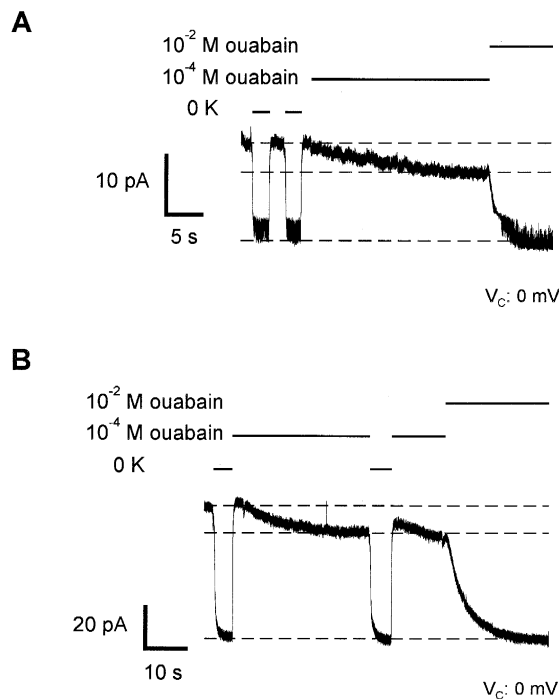 A
10⁻² M ouabain
10⁻⁴ M ouabain
0 K
10 pA
5 s
V_C: 0 mV
B
10⁻² M ouabain
10⁻⁴ M ouabain
0 K
20 pA
10 s
V_C: 0 mV